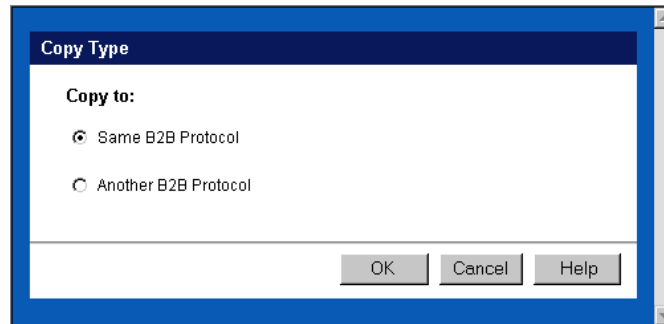 Copy Type
Copy to:
Same B2B Protocol
Another B2B Protocol
OK Cancel Help